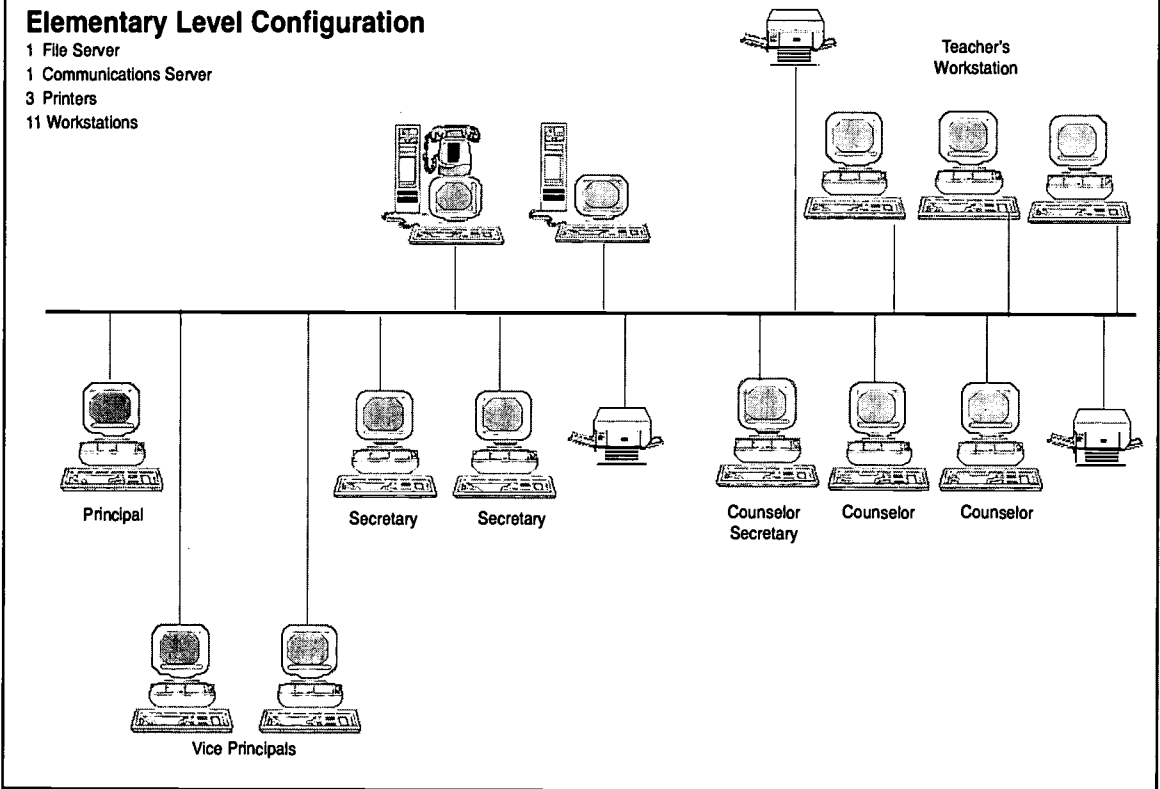 Elementary Level Configuration
1 File Server
1 Communications Server
3 Printers
11 Workstations
Teacher's
Workstation
Principal
Secretary
Secretary
Counselor
Secretary
Counselor
Counselor
Vice Principals